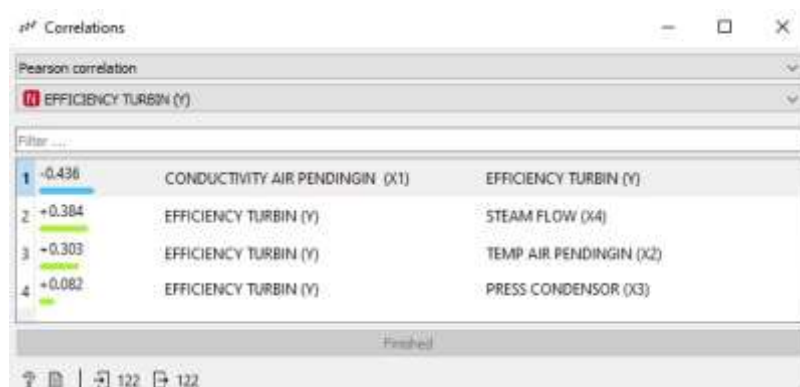 Correlations
Pearson correlation
N EFFICIENCY TURBIN (Y)
Filter ...
1 -0.436 CONDUCTIVITY AIR PENDINGIN (X1) EFFICIENCY TURBIN (Y)
2 +0.384 EFFICIENCY TURBIN (Y) STEAM FLOW (X4)
3 +0.303 EFFICIENCY TURBIN (Y) TEMP AIR PENDINGIN (X2)
4 +0.082 EFFICIENCY TURBIN (Y) PRESS CONDENSOR (X3)
Finished
? 122 122